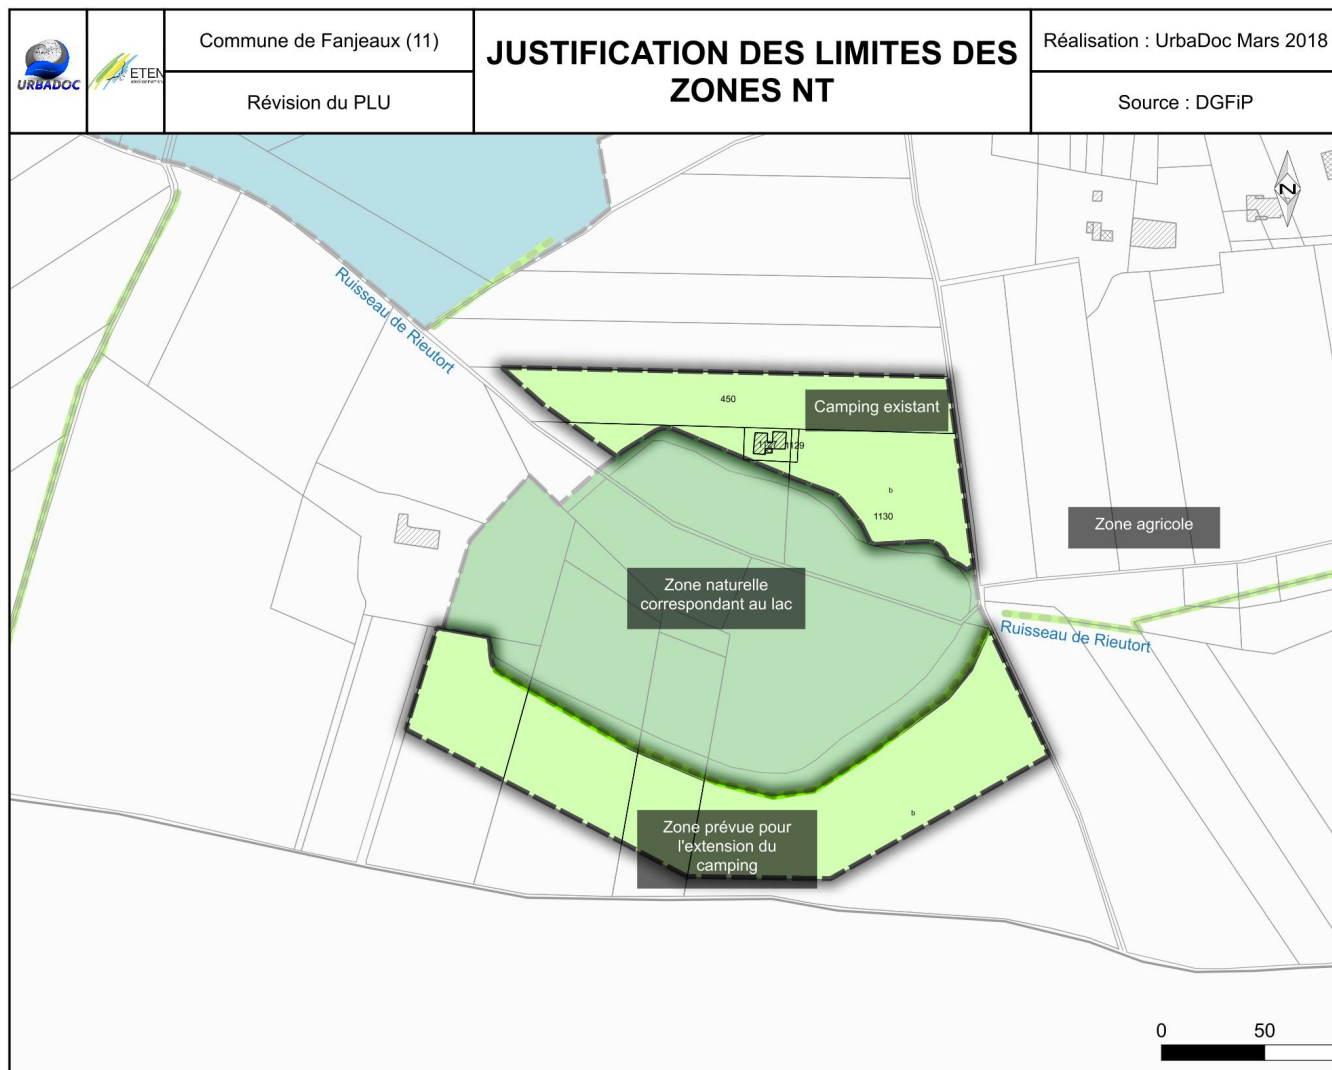 URBADOC
ETEN
Commune de Fanjeaux (11)
Révision du PLU
JUSTIFICATION DES LIMITES DES
ZONES NT
Réalisation : UrbaDoc Mars 2018
Source : DGFiP
N
Ruisseau de Rieutort
450
Camping existant
1129
b
1130
Zone agricole
Zone naturelle
correspondant au lac
Ruisseau de Rieutort
Zone prévue pour
l'extension du
camping
b
0 50